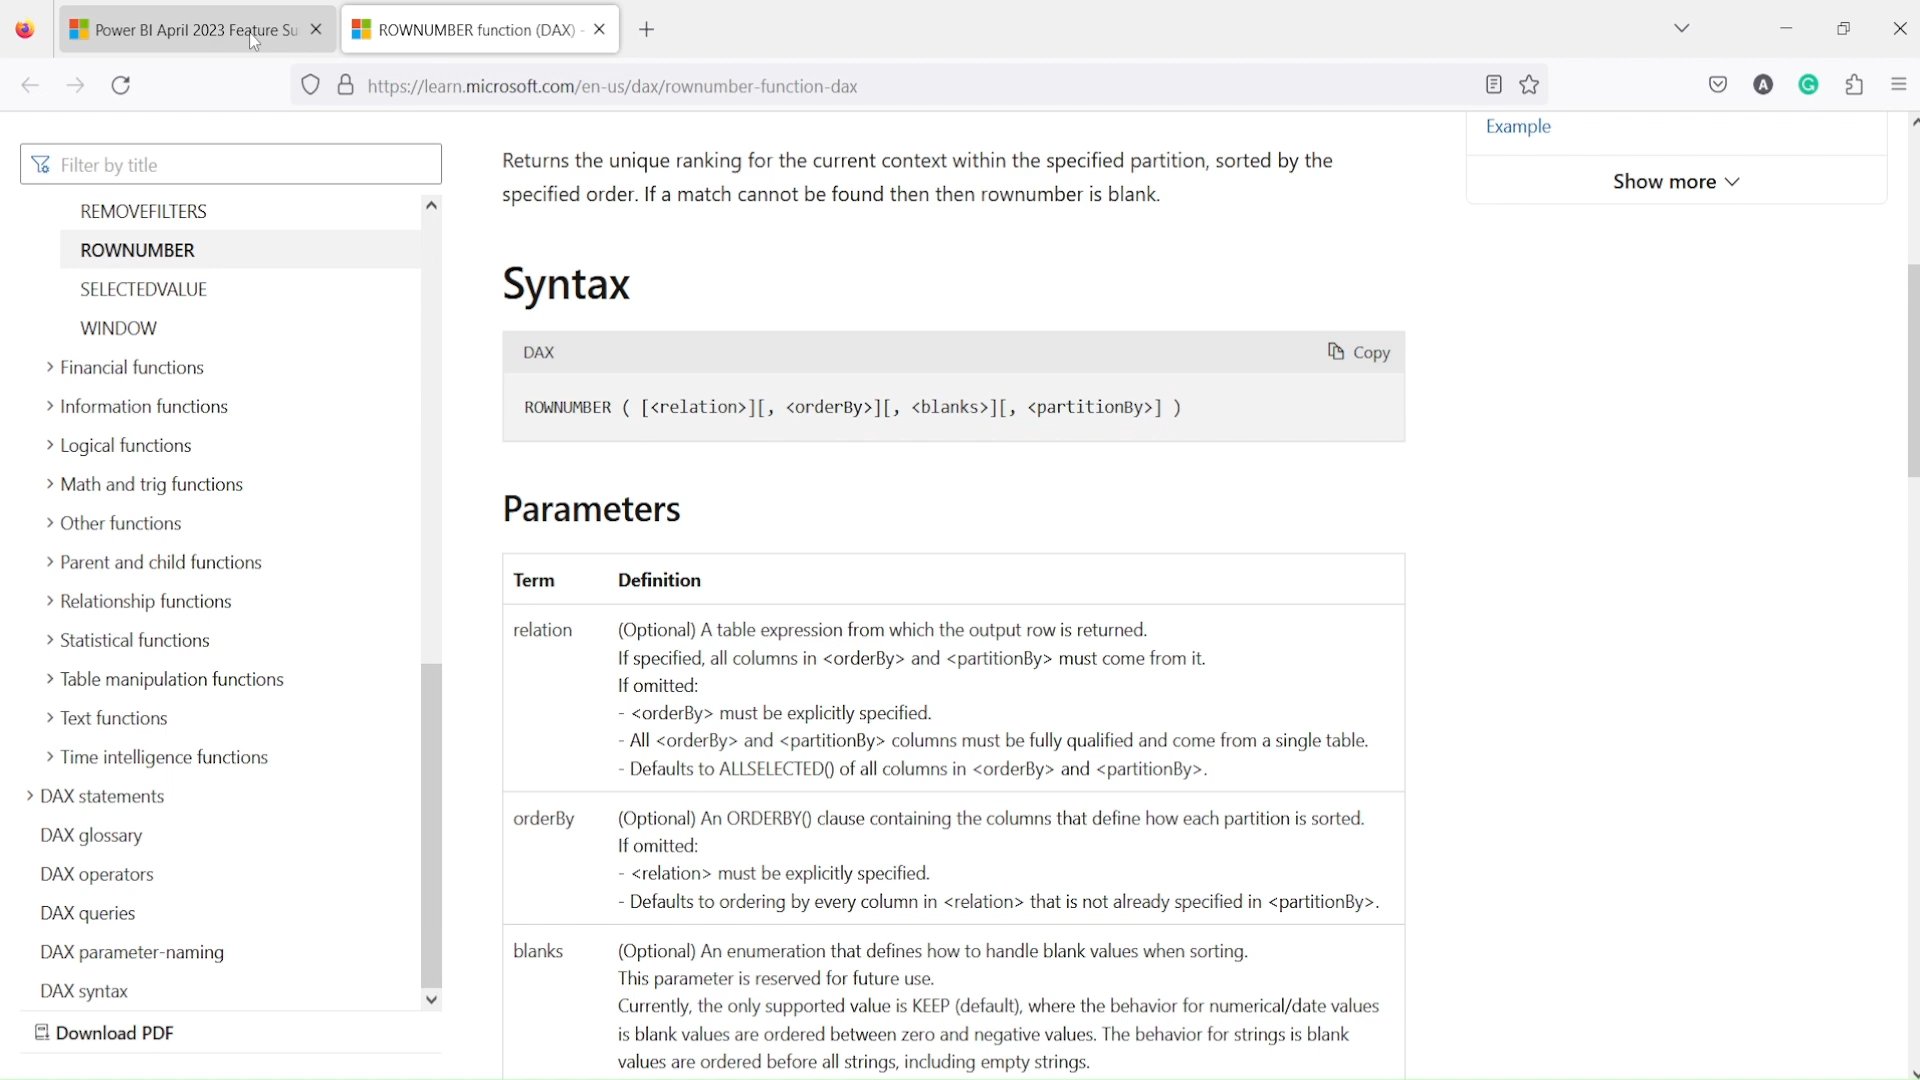 Power BI April 2023 Feature Su
ROWNUMBER function (DAX) -
https://learn.microsoft.com/en-us/dax/rownumber-function-dax
A
G
Filter by title
REMOVEFILTERS
ROWNUMBER
SELECTEDVALUE
WINDOW
Financial functions
Information functions
Logical functions
Math and trig functions
Other functions
Parent and child functions
Relationship functions
Statistical functions
Table manipulation functions
Text functions
Time intelligence functions
DAX statements
DAX glossary
DAX operators
DAX queries
DAX parameter-naming
DAX syntax
Download PDF
Returns the unique ranking for the current context within the specified partition, sorted by the
specified order. If a match cannot be found then then rownumber is blank.
Syntax
DAX
Copy
ROWNUMBER ( [<relation>][, <orderBy>][, <blanks>][, <partitionBy>] )
Parameters
Term Definition
relation (Optional) A table expression from which the output row is returned.
If specified, all columns in <orderBy> and <partitionBy> must come from it.
If omitted:
- <orderBy> must be explicitly specified.
- All <orderBy> and <partitionBy> columns must be fully qualified and come from a single table.
- Defaults to ALLSELECTED() of all columns in <orderBy> and <partitionBy>.
orderBy (Optional) An ORDERBY() clause containing the columns that define how each partition is sorted.
If omitted:
- <relation> must be explicitly specified.
- Defaults to ordering by every column in <relation> that is not already specified in <partitionBy>.
blanks (Optional) An enumeration that defines how to handle blank values when sorting.
This parameter is reserved for future use.
Currently, the only supported value is KEEP (default), where the behavior for numerical/date values
is blank values are ordered between zero and negative values. The behavior for strings is blank
values are ordered before all strings, including empty strings.
Example
Show more